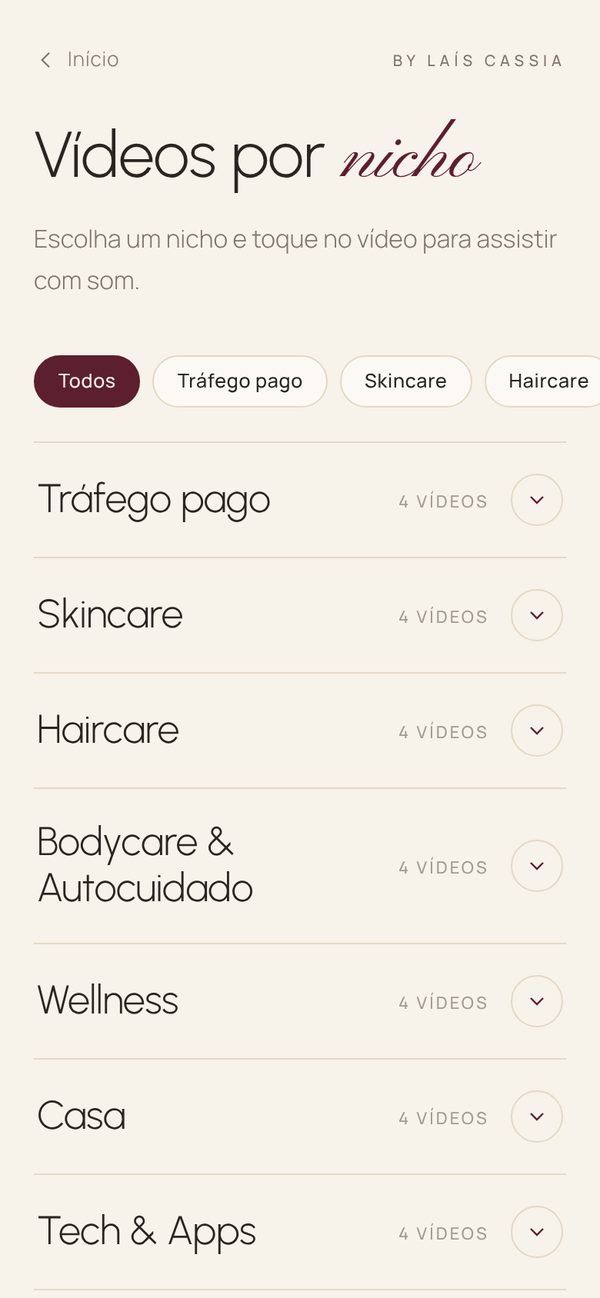 Início
BY LAÍS CASSIA
Vídeos por nicho
Escolha um nicho e toque no vídeo para assistir
com som.
Todos
Tráfego pago
Skincare
Haircare
Tráfego pago
4 VÍDEOS
Skincare
4 VÍDEOS
Haircare
4 VÍDEOS
Bodycare &
Autocuidado
4 VÍDEOS
Wellness
4 VÍDEOS
Casa
4 VÍDEOS
Tech & Apps
4 VÍDEOS